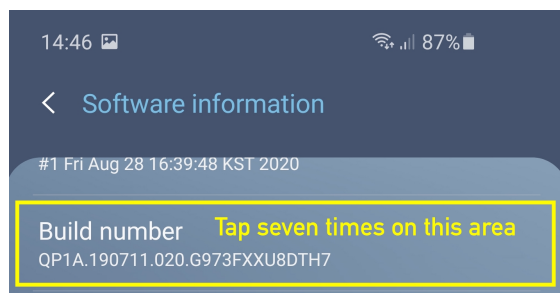 14:46 87%
Software information
#1 Fri Aug 28 16:39:48 KST 2020
Build number Tap seven times on this area
QP1A.190711.020.G973FXXU8DTH7